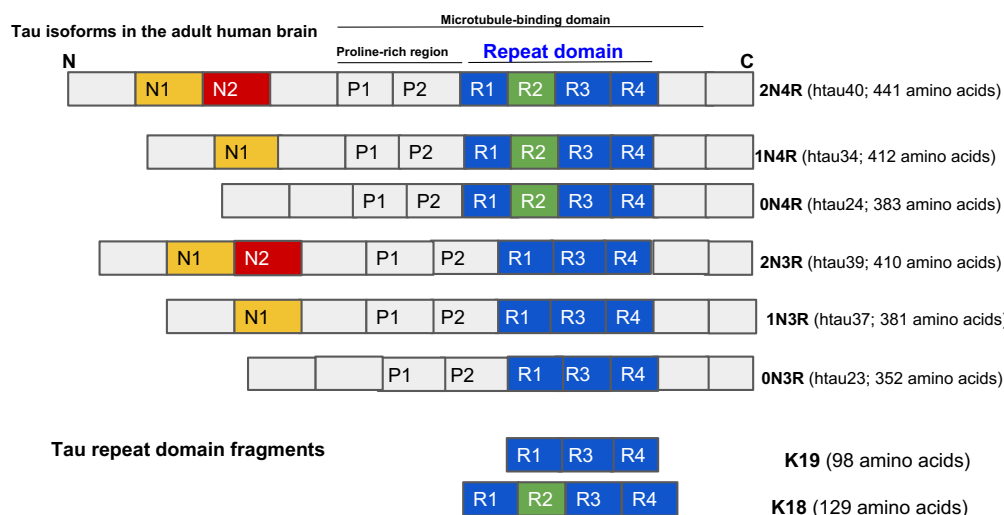 Microtubule-binding domain
Tau isoforms in the adult human brain
Proline-rich region Repeat domain
N C
N1 N2 P1 P2 R1 R2 R3 R4 2N4R (htau40; 441 amino acids)
N1 P1 P2 R1 R2 R3 R4 1N4R (htau34; 412 amino acids)
P1 P2 R1 R2 R3 R4 0N4R (htau24; 383 amino acids)
N1 N2 P1 P2 R1 R3 R4 2N3R (htau39; 410 amino acids)
N1 P1 P2 R1 R3 R4 1N3R (htau37; 381 amino acids)
P1 P2 R1 R3 R4 0N3R (htau23; 352 amino acids)
Tau repeat domain fragments R1 R3 R4 K19 (98 amino acids)
R1 R2 R3 R4 K18 (129 amino acids)